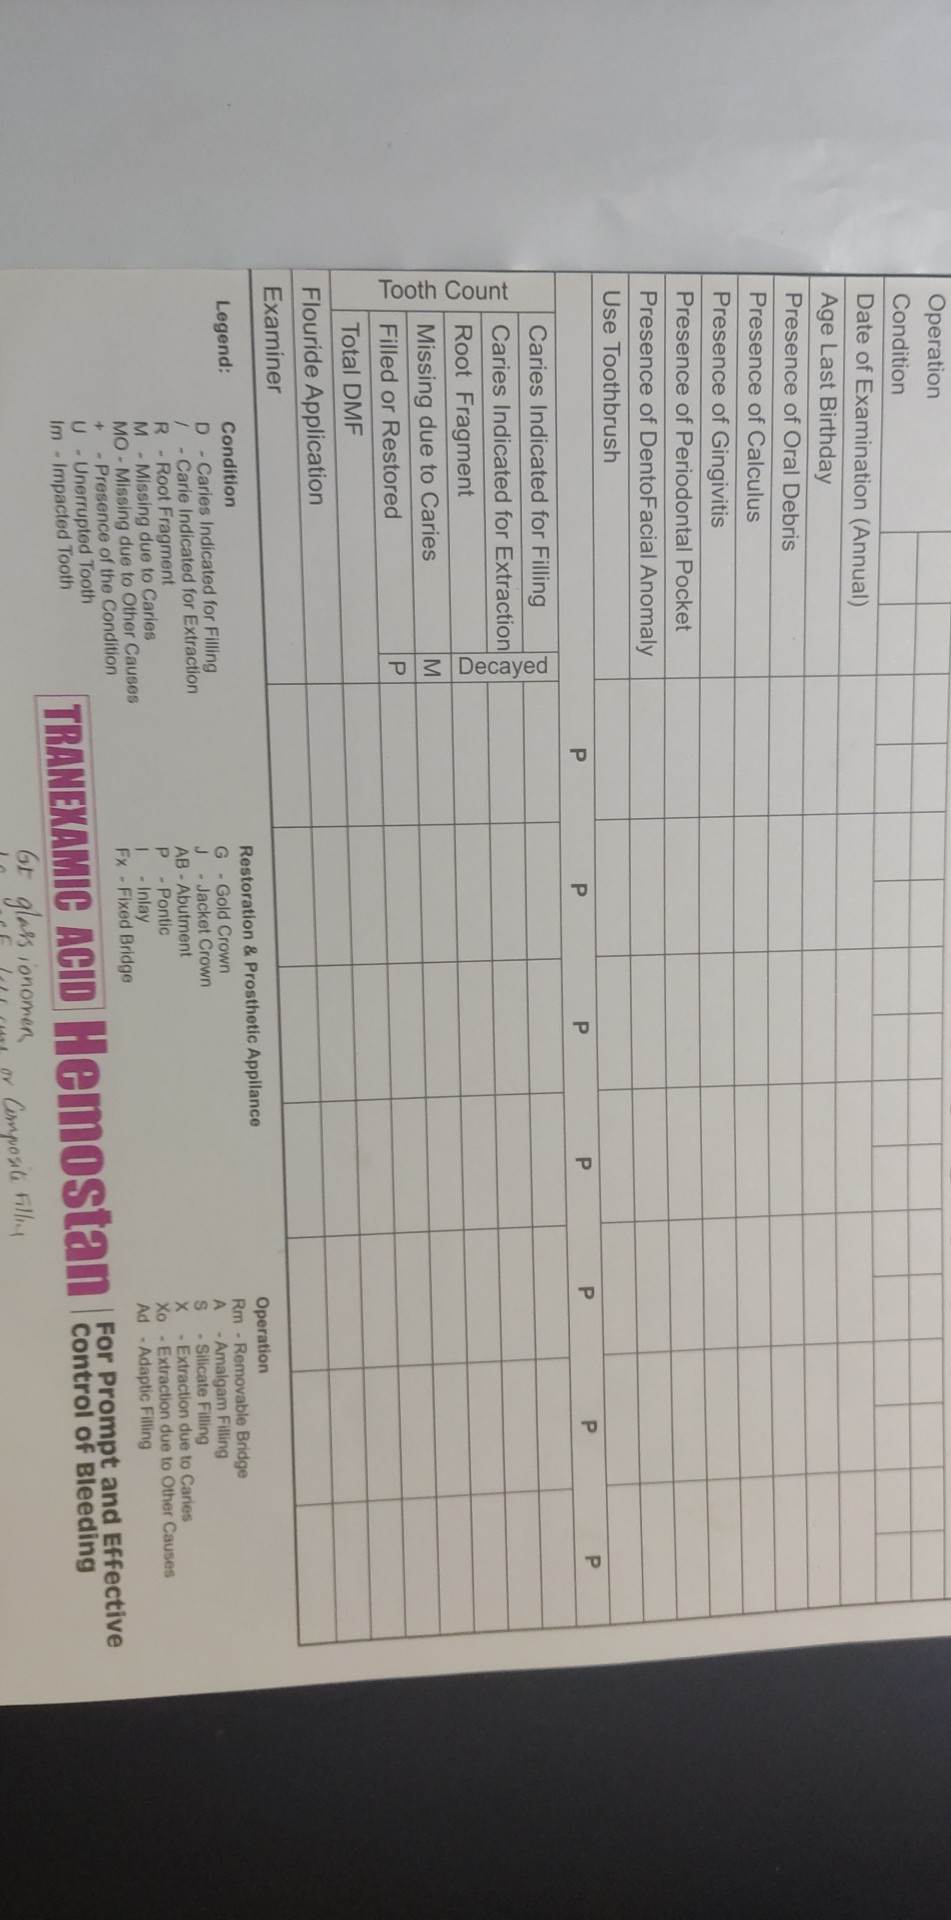 Operation
Condition
Date of Examination (Annual)
Age Last Birthday
Presence of Oral Debris
Presence of Calculus
Presence of Gingivitis
Presence of Periodontal Pocket
Presence of DentoFacial Anomaly
Use Toothbrush
P P P P P P P
Tooth Count
Decayed
Caries Indicated for Filling
Caries Indicated for Extraction
Root Fragment
Missing due to Caries M
Filled or Restored P
Total DMF
Flouride Application
Examiner
Legend:
Condition
D - Caries Indicated for Filling
/ - Carie Indicated for Extraction
R - Root Fragment
M - Missing due to Caries
MO - Missing due to Other Causes
+ - Presence of the Condition
U - Unerrupted Tooth
Im - Impacted Tooth
Restoration & Prosthetic Appilance
G - Gold Crown
J - Jacket Crown
AB - Abutment
P - Pontic
I - Inlay
Fx - Fixed Bridge
Operation
Rm - Removable Bridge
A - Amalgam Filling
S - Silicate Filling
X - Extraction due to Caries
Xo - Extraction due to Other Causes
Ad - Adaptic Filling
TRANEXAMIC ACID Hemostan
For Prompt and Effective
Control of Bleeding
GI glass ionomer
or Composite Filling